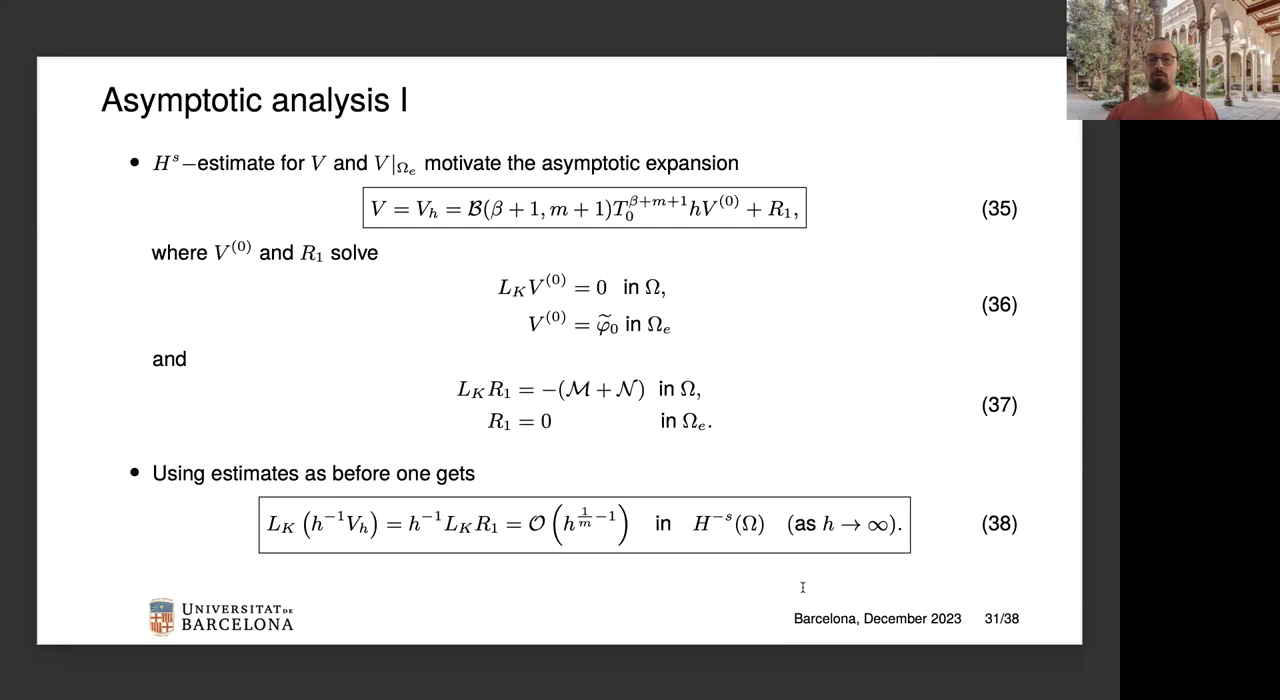 Asymptotic analysis I
• H^s−estimate for V and V|_{Ω_e} motivate the asymptotic expansion
V = V_h = ℬ(β + 1, m + 1)T_0^{β+m+1}hV^{(0)} + R_1, (35)
where V^{(0)} and R_1 solve
L_K V^{(0)} = 0 in Ω,
(36)
V^{(0)} = \widetilde{φ}_0 in Ω_e
and
L_K R_1 = −(ℳ + 𝒩) in Ω,
(37)
R_1 = 0 in Ω_e.
• Using estimates as before one gets
L_K (h^{−1}V_h) = h^{−1}L_K R_1 = 𝒪(h^{\frac{1}{m}−1}) in H^{−s}(Ω) (as h → ∞). (38)
UNIVERSITAT DE
BARCELONA
Barcelona, December 2023 31/38